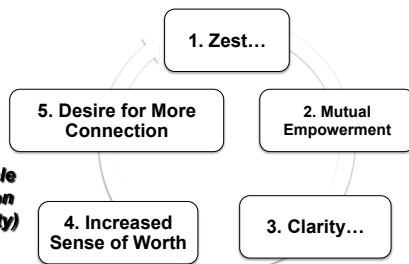 1. Zest…
2. Mutual
Empowerment
3. Clarity…
4. Increased
Sense of Worth
5. Desire for More
Connection